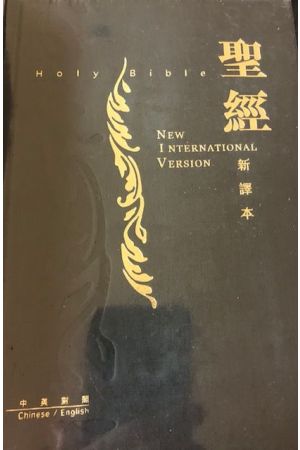 Holy Bible
聖
經
NEW
INTERNATIONAL
VERSION
新
譯
本
中英對照
Chinese / English